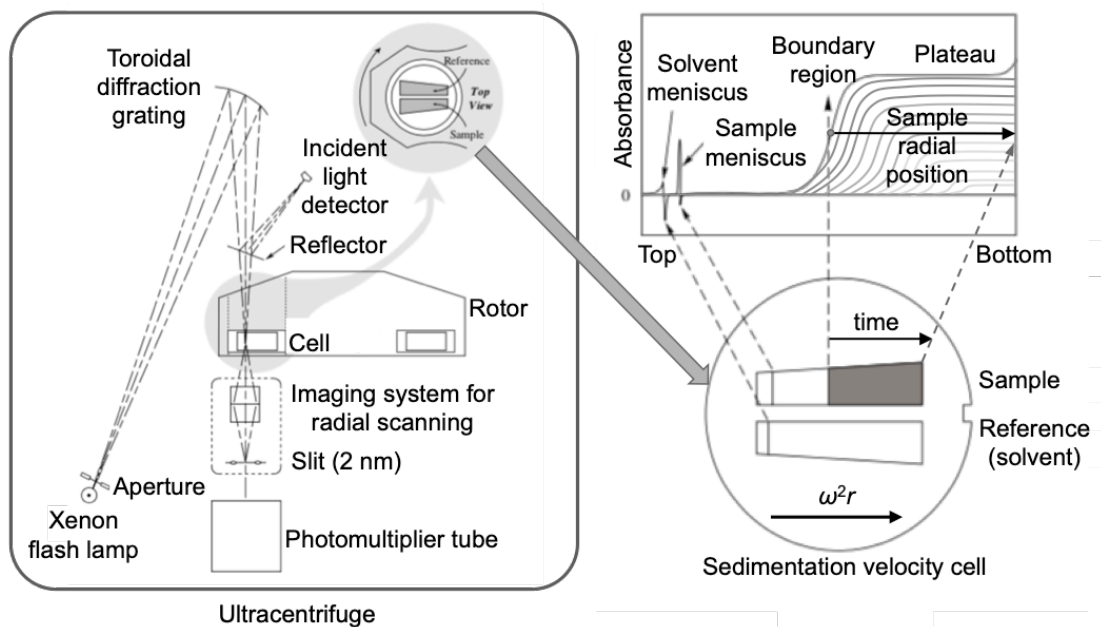 Toroidal
diffraction
grating
Reference
Top
View
Sample
Incident
light
detector
Reflector
Rotor
Cell
Imaging system for
radial scanning
Slit (2 nm)
Aperture
Xenon
flash lamp
Photomultiplier tube
Ultracentrifuge
Absorbance
0
Solvent
meniscus
Sample
meniscus
Boundary
region
Plateau
Sample
radial
position
Top
Bottom
time
Sample
Reference
(solvent)
ω²r
Sedimentation velocity cell